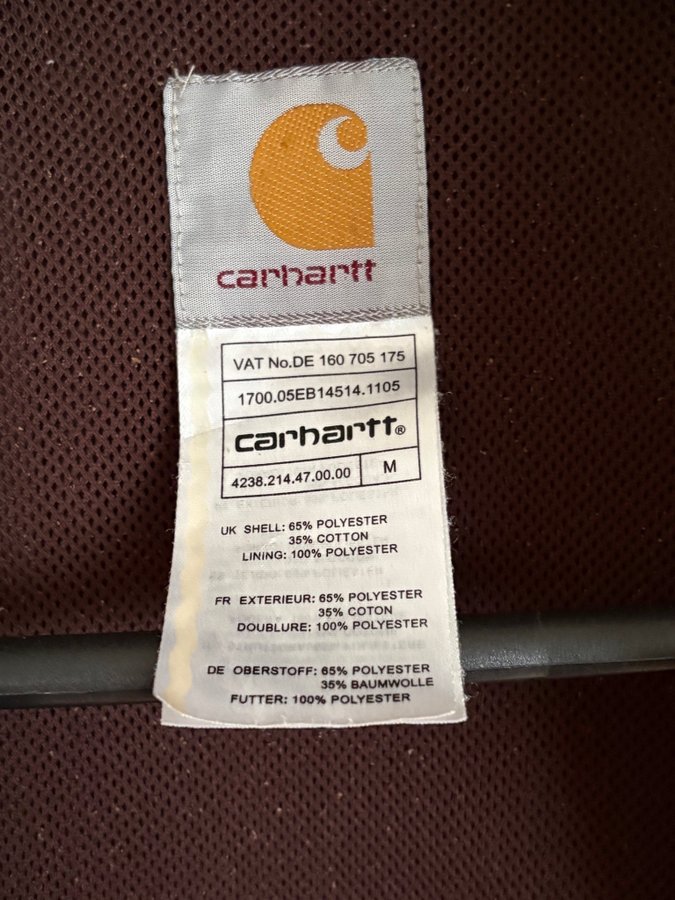 carhartt
VAT No.DE 160 705 175
1700.05EB14514.1105
carhartt®
4238.214.47.00.00 M
UK SHELL: 65% POLYESTER
35% COTTON
LINING: 100% POLYESTER
FR EXTERIEUR: 65% POLYESTER
35% COTON
DOUBLURE: 100% POLYESTER
DE OBERSTOFF: 65% POLYESTER
35% BAUMWOLLE
FUTTER: 100% POLYESTER